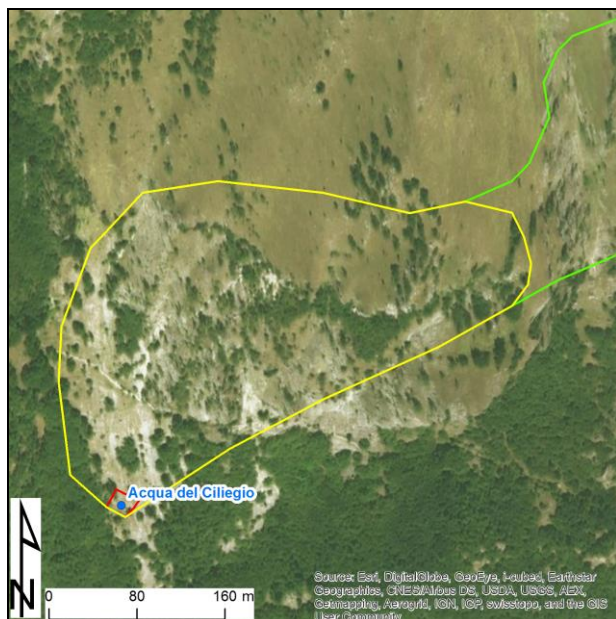 Acqua del Ciliegio
N
0 80 160 m
Source: Esri, DigitalGlobe, GeoEye, i-cubed, Earthstar
Geographics, CNES/Airbus DS, USDA, USGS, AEX,
Getmapping, Aerogrid, IGN, IGP, swisstopo, and the GIS
User Community